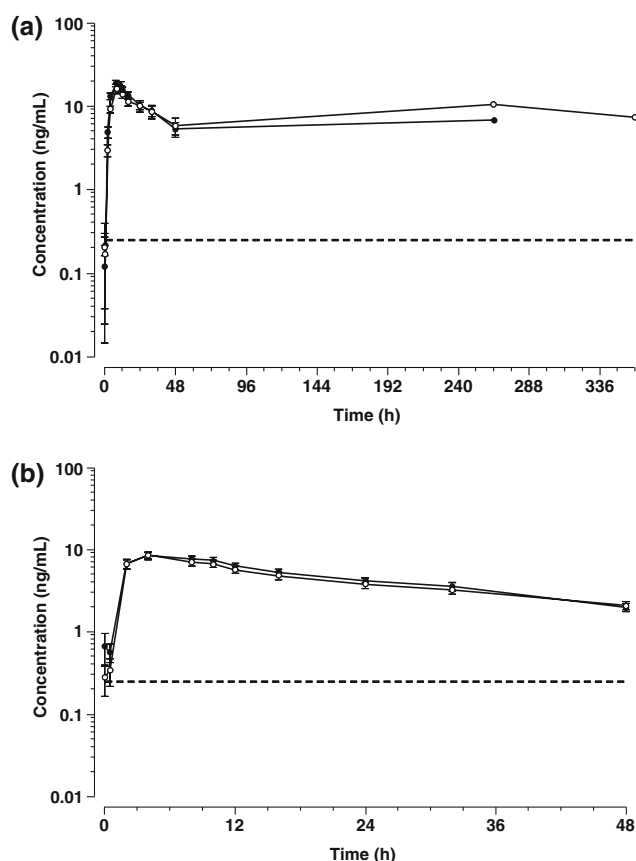 (a)
100
10
1
0.1
0.01
Concentration (ng/mL)
0 48 96 144 192 240 288 336
Time (h)
(b)
100
10
1
0.1
0.01
Concentration (ng/mL)
0 12 24 36 48
Time (h)